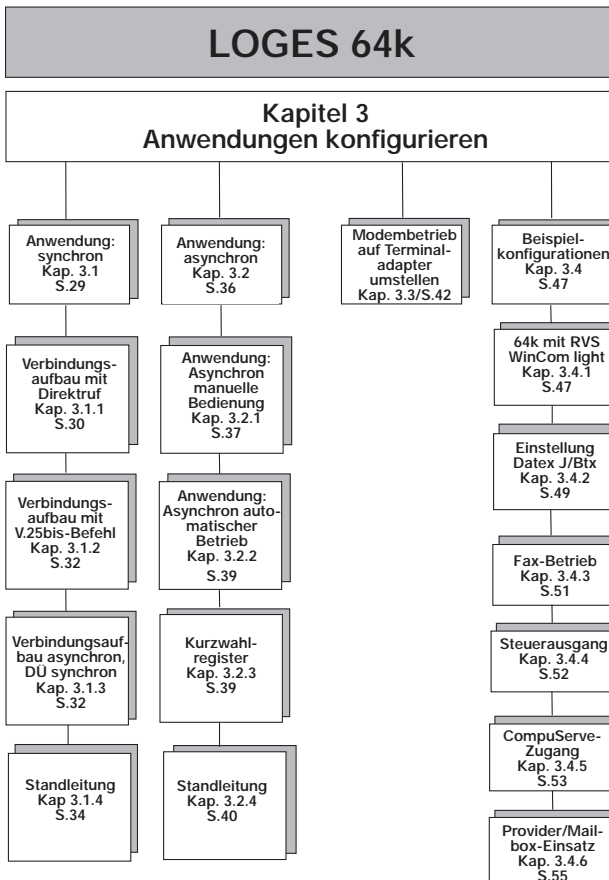 LOGES 64k
Kapitel 3
Anwendungen konfigurieren
Anwendung:
synchron
Kap. 3.1
S.29
Verbindungs-
aufbau mit
Direktruf
Kap. 3.1.1
S.30
Verbindungs-
aufbau mit
V.25bis-Befehl
Kap. 3.1.2
S.32
Verbindungsauf-
bau asynchron,
DÜ synchron
Kap. 3.1.3
S.32
Standleitung
Kap 3.1.4
S.34
Anwendung:
asynchron
Kap. 3.2
S.36
Anwendung:
Asynchron
manuelle
Bedienung
Kap. 3.2.1
S.37
Anwendung:
Asynchron auto-
matischer
Betrieb
Kap. 3.2.2
S.39
Kurzwahl-
register
Kap. 3.2.3
S.39
Standleitung
Kap. 3.2.4
S.40
Modembetrieb
auf Terminal-
adapter
umstellen
Kap. 3.3/S.42
Beispiel-
konfigurationen
Kap. 3.4
S.47
64k mit RVS
WinCom light
Kap. 3.4.1
S.47
Einstellung
Datex J/Btx
Kap. 3.4.2
S.49
Fax-Betrieb
Kap. 3.4.3
S.51
Steuerausgang
Kap. 3.4.4
S.52
CompuServe-
Zugang
Kap. 3.4.5
S.53
Provider/Mail-
box-Einsatz
Kap. 3.4.6
S.55